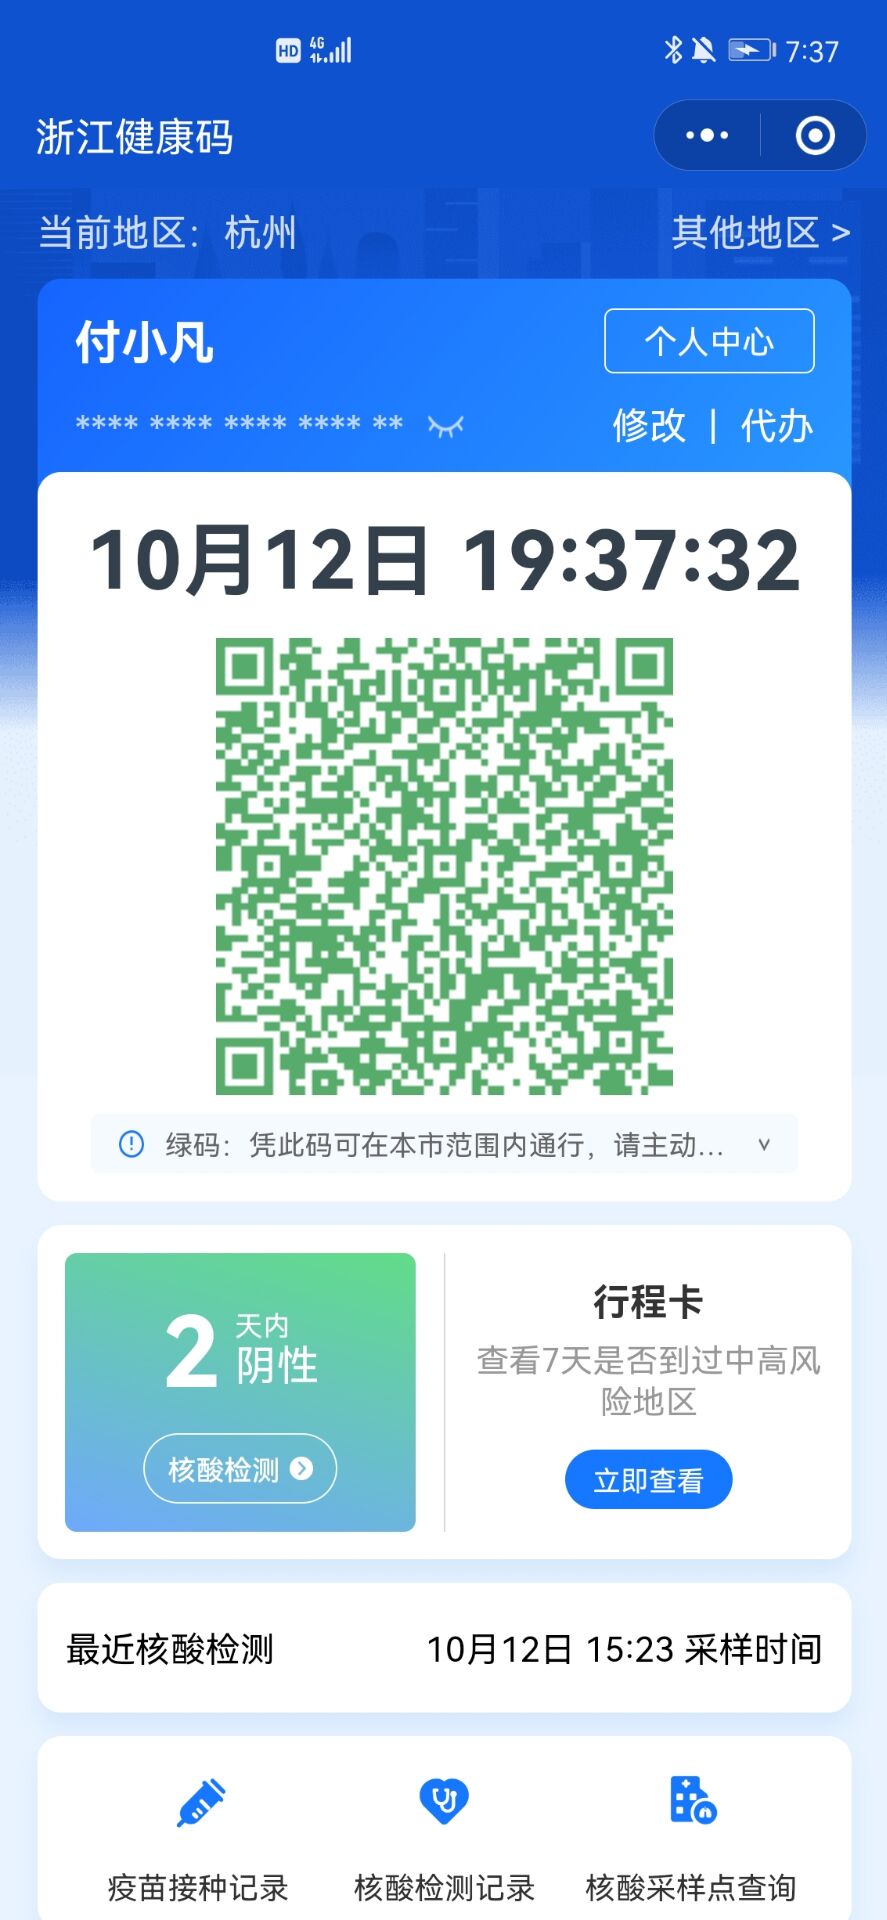 HD 4G 7:37
浙江健康码
当前地区：杭州 其他地区 >
付小凡 个人中心
**** **** **** **** ** 修改 | 代办
10月12日 19:37:32
绿码：凭此码可在本市范围内通行，请主动...
2 天内
阴性
核酸检测
行程卡
查看7天是否到过中高风
险地区
立即查看
最近核酸检测 10月12日 15:23 采样时间
疫苗接种记录 核酸检测记录 核酸采样点查询